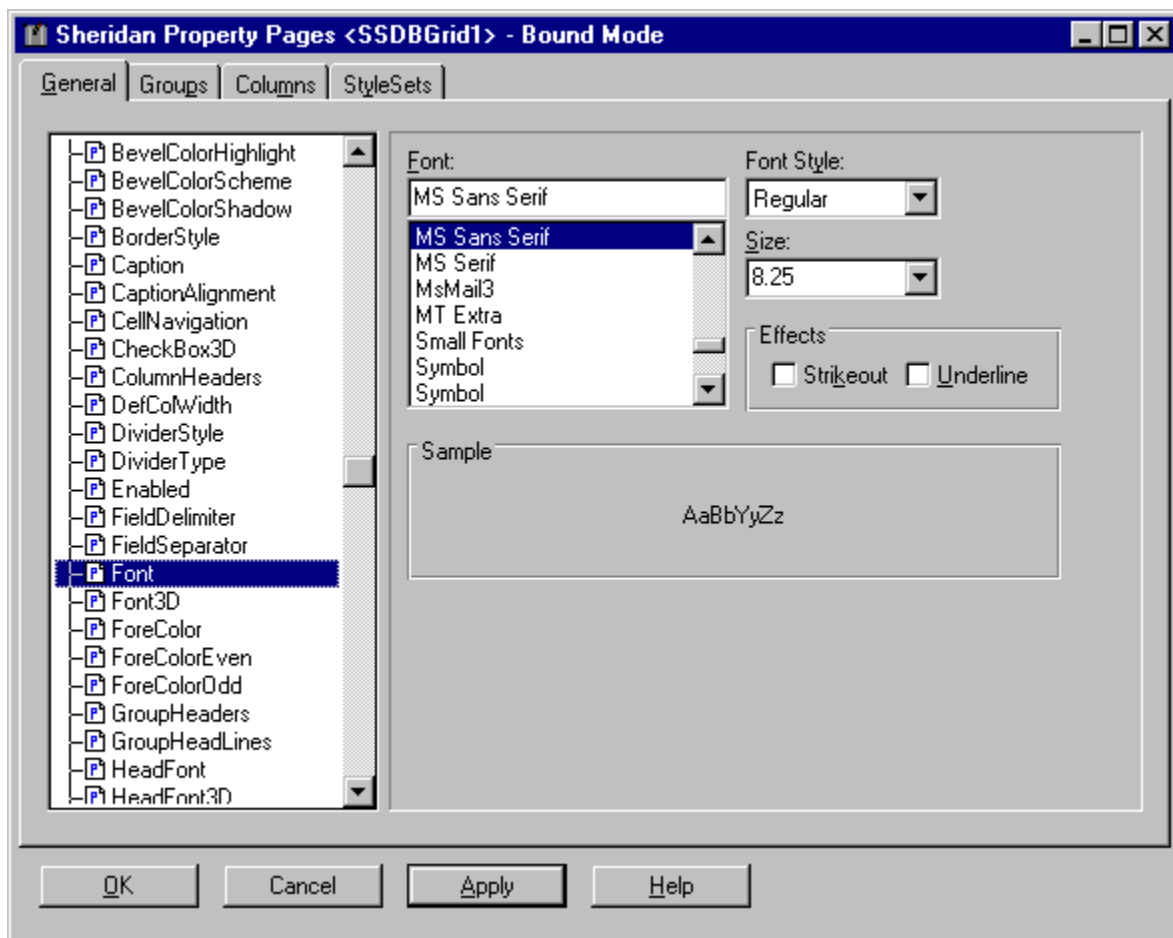 Sheridan Property Pages <SSDBGrid1> - Bound Mode
General Groups Columns StyleSets
BevelColorHighlight
BevelColorScheme
BevelColorShadow
BorderStyle
Caption
CaptionAlignment
CellNavigation
CheckBox3D
ColumnHeaders
DefColWidth
DividerStyle
DividerType
Enabled
FieldDelimiter
FieldSeparator
Font
Font3D
ForeColor
ForeColorEven
ForeColorOdd
GroupHeaders
GroupHeadLines
HeadFont
HeadFont3D
Font:
MS Sans Serif
MS Sans Serif
MS Serif
MsMail3
MT Extra
Small Fonts
Symbol
Symbol
Font Style:
Regular
Size:
8.25
Effects
Strikeout Underline
Sample
AaBbYyZz
OK Cancel Apply Help